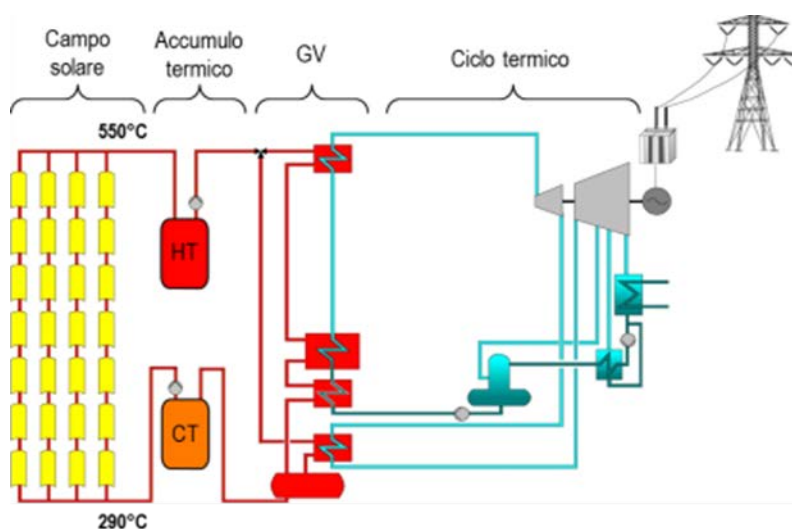 Campo
solare
Accumulo
termico
GV
Ciclo termico
550°C
HT
CT
290°C